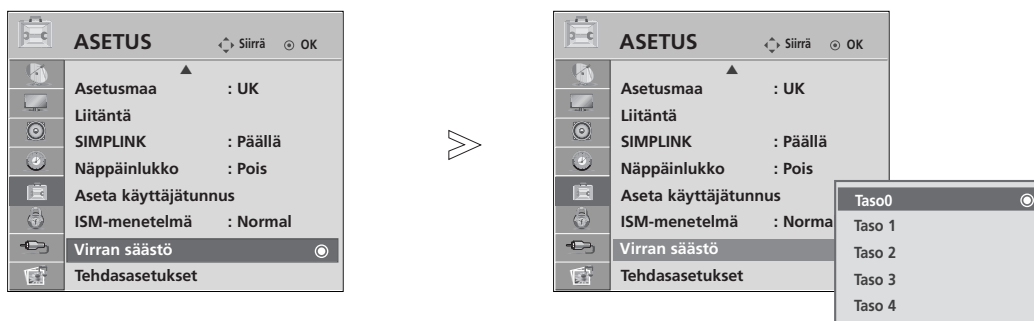 ASETUS Siirrä OK
Asetusmaa : UK
Liitäntä
SIMPLINK : Päällä
Näppäinlukko : Pois
Aseta käyttäjätunnus
ISM-menetelmä : Normal
Virran säästö
Tehdasasetukset
ASETUS Siirrä OK
Asetusmaa : UK
Liitäntä
SIMPLINK : Päällä
Näppäinlukko : Pois
Aseta käyttäjätunnus
ISM-menetelmä : Norma
Virran säästö
Tehdasasetukset
Taso0
Taso 1
Taso 2
Taso 3
Taso 4